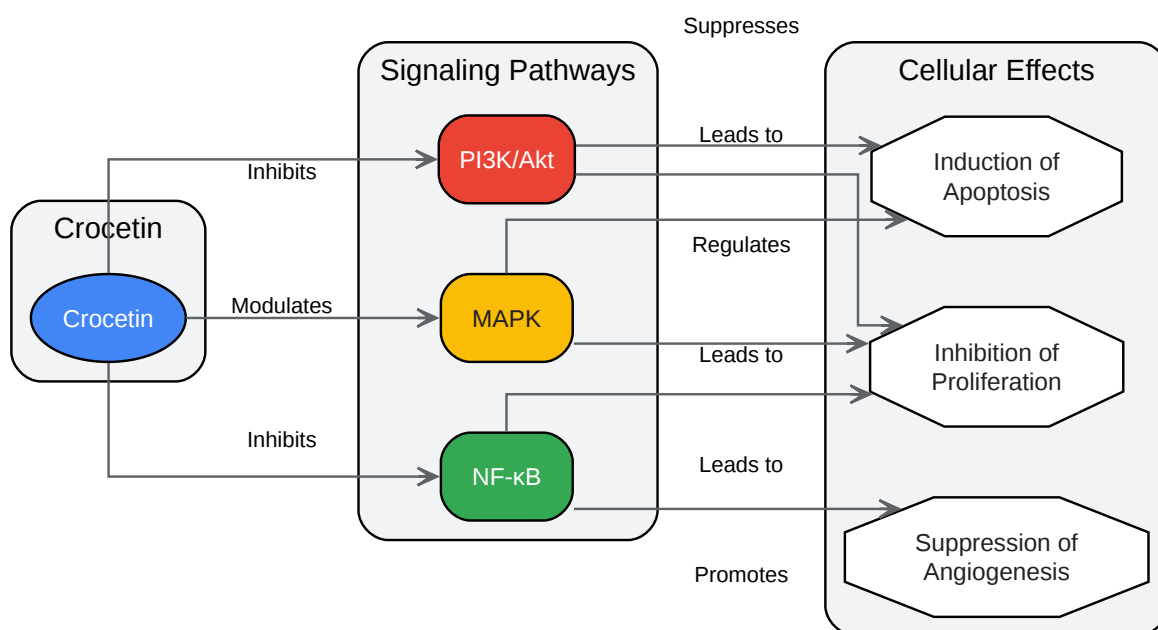 Suppresses
Signaling Pathways
Cellular Effects
PI3K/Akt
Leads to
Induction of
Apoptosis
Inhibits
Crocetin
Regulates
Crocetin
Modulates
MAPK
Leads to
Inhibition of
Proliferation
Inhibits
NF-κB
Leads to
Suppression of
Angiogenesis
Promotes